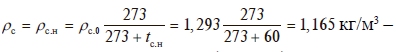 ρс = ρс.н = ρс.0 273 / (273 + tс.н) = 1,293 273 / (273 + 60) = 1,165 кг/м³ –